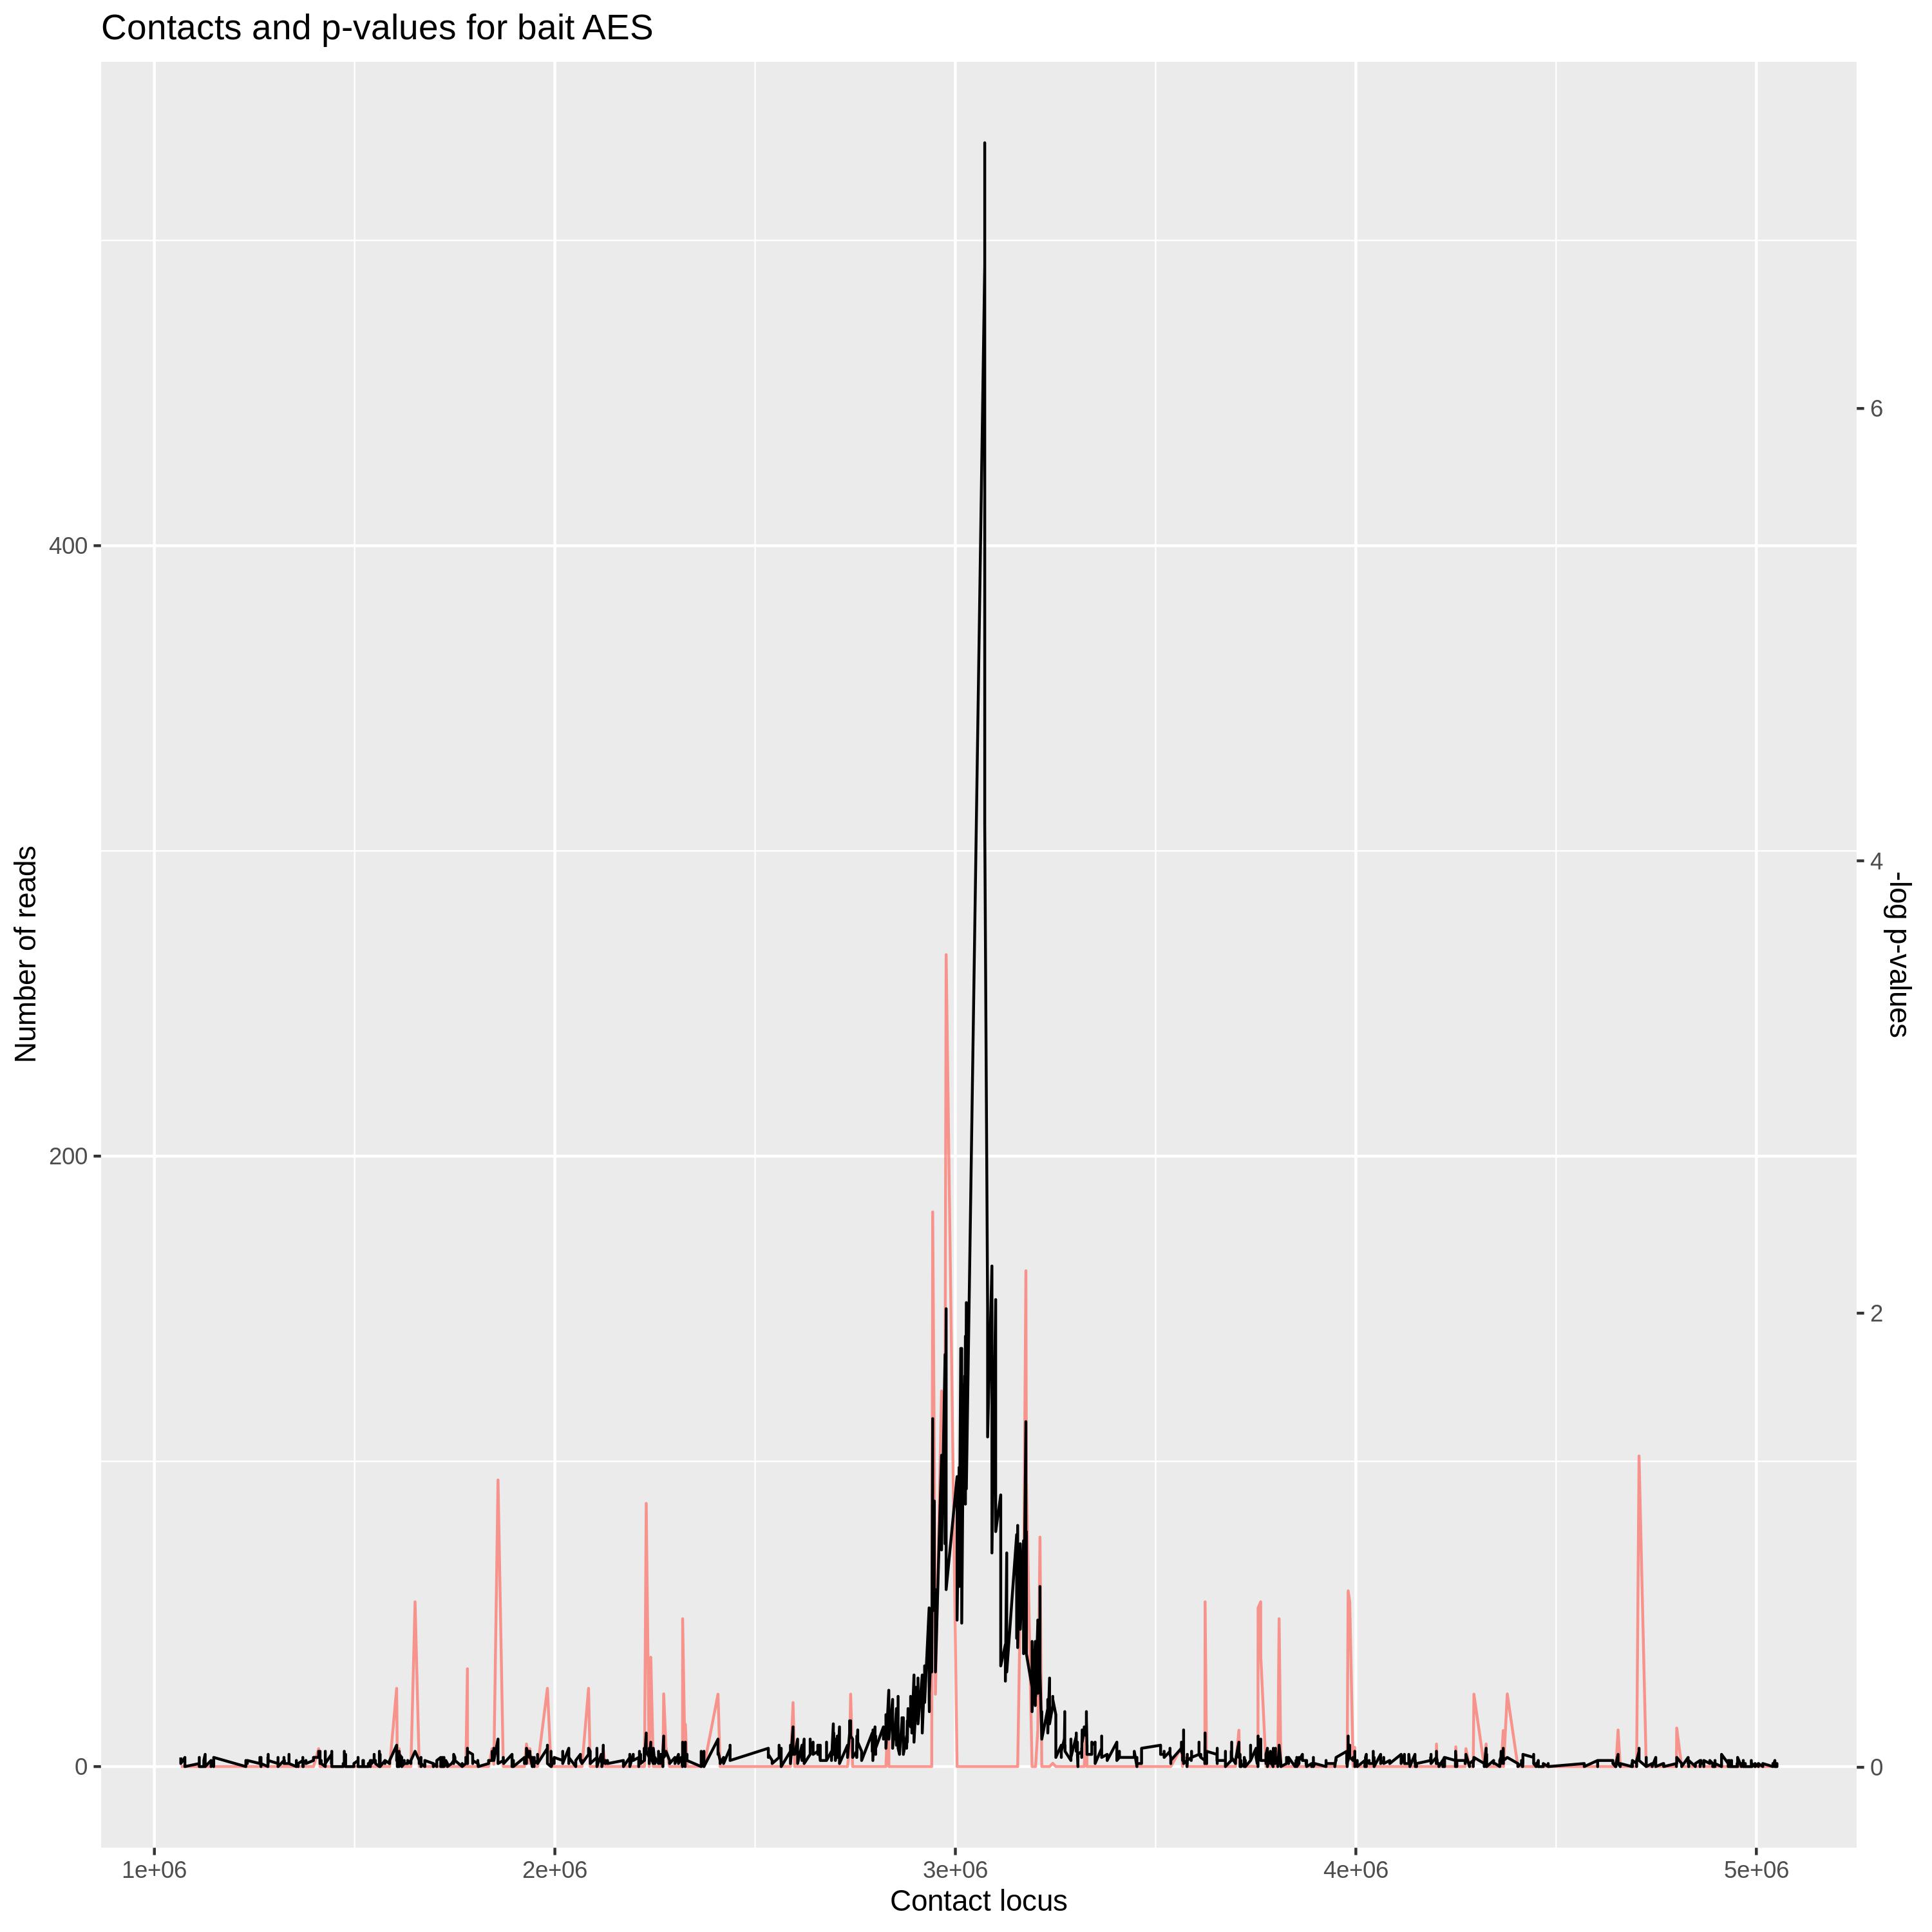 Contacts and p-values for bait AES
Number of reads
400
200
0
6
4
2
0
-log p-values
1e+06
2e+06
3e+06
4e+06
5e+06
Contact locus